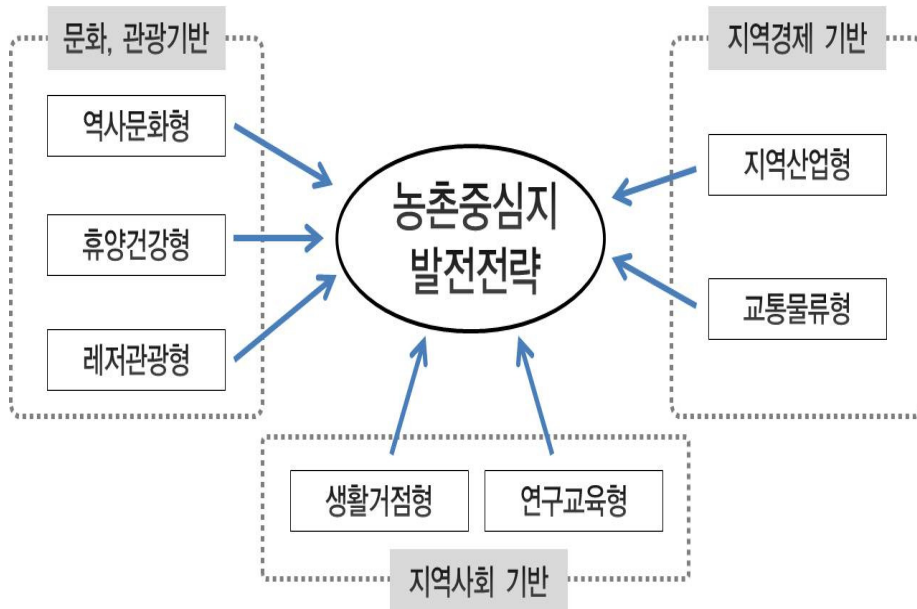 문화, 관광기반
역사문화형
휴양건강형
레저관광형
농촌중심지
발전전략
지역경제 기반
지역산업형
교통물류형
생활거점형
연구교육형
지역사회 기반